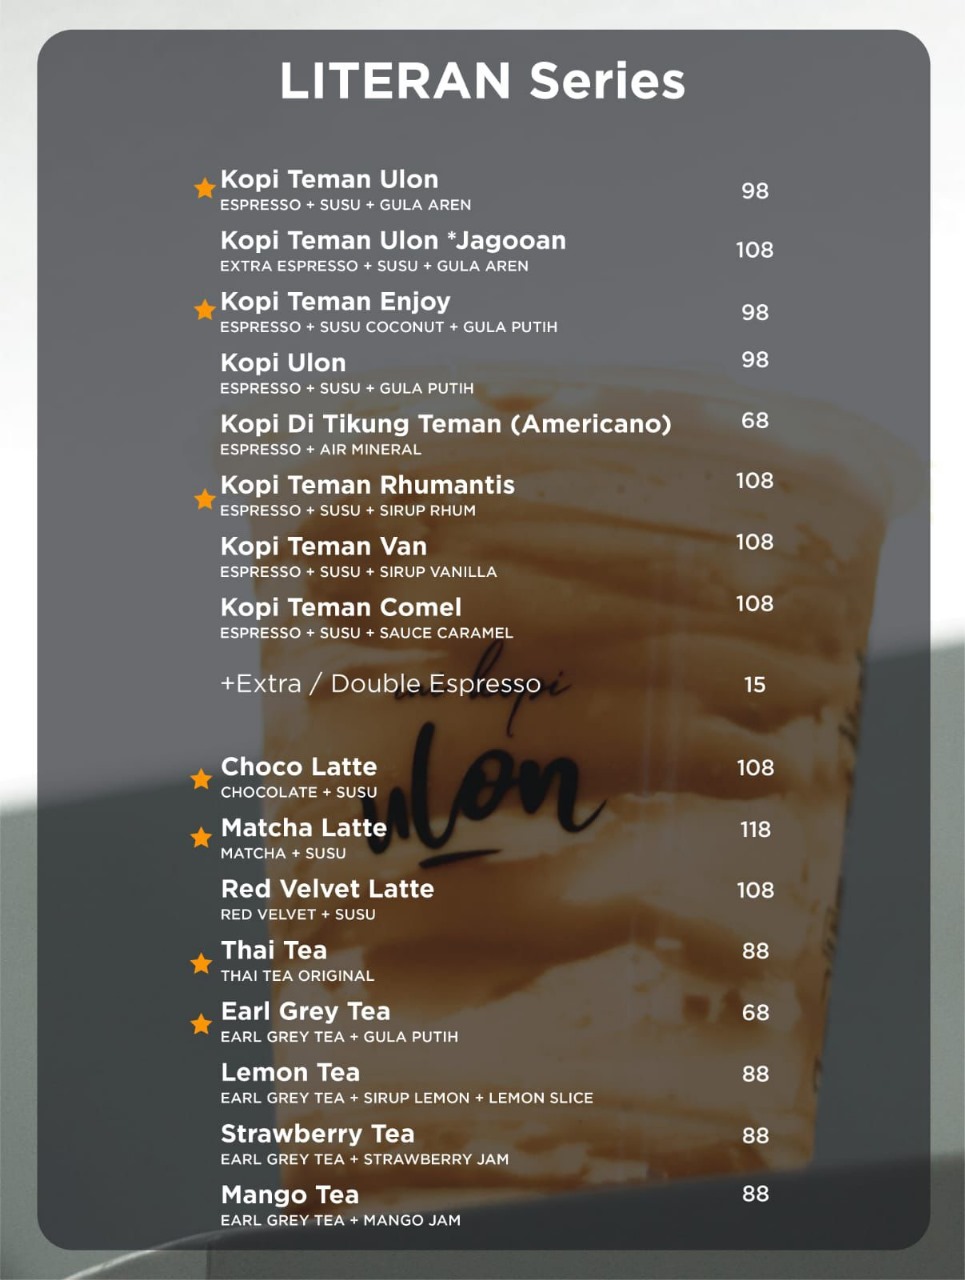 LITERAN Series
Kopi Teman Ulon 98
ESPRESSO + SUSU + GULA AREN
Kopi Teman Ulon *Jagooan 108
EXTRA ESPRESSO + SUSU + GULA AREN
Kopi Teman Enjoy 98
ESPRESSO + SUSU COCONUT + GULA PUTIH
Kopi Ulon 98
ESPRESSO + SUSU + GULA PUTIH
Kopi Di Tikung Teman (Americano) 68
ESPRESSO + AIR MINERAL
Kopi Teman Rhumantis 108
ESPRESSO + SUSU + SIRUP RHUM
Kopi Teman Van 108
ESPRESSO + SUSU + SIRUP VANILLA
Kopi Teman Comel 108
ESPRESSO + SUSU + SAUCE CARAMEL
+Extra / Double Espresso 15
kopi
ulon
Choco Latte 108
CHOCOLATE + SUSU
Matcha Latte 118
MATCHA + SUSU
Red Velvet Latte 108
RED VELVET + SUSU
Thai Tea 88
THAI TEA ORIGINAL
Earl Grey Tea 68
EARL GREY TEA + GULA PUTIH
Lemon Tea 88
EARL GREY TEA + SIRUP LEMON + LEMON SLICE
Strawberry Tea 88
EARL GREY TEA + STRAWBERRY JAM
Mango Tea 88
EARL GREY TEA + MANGO JAM